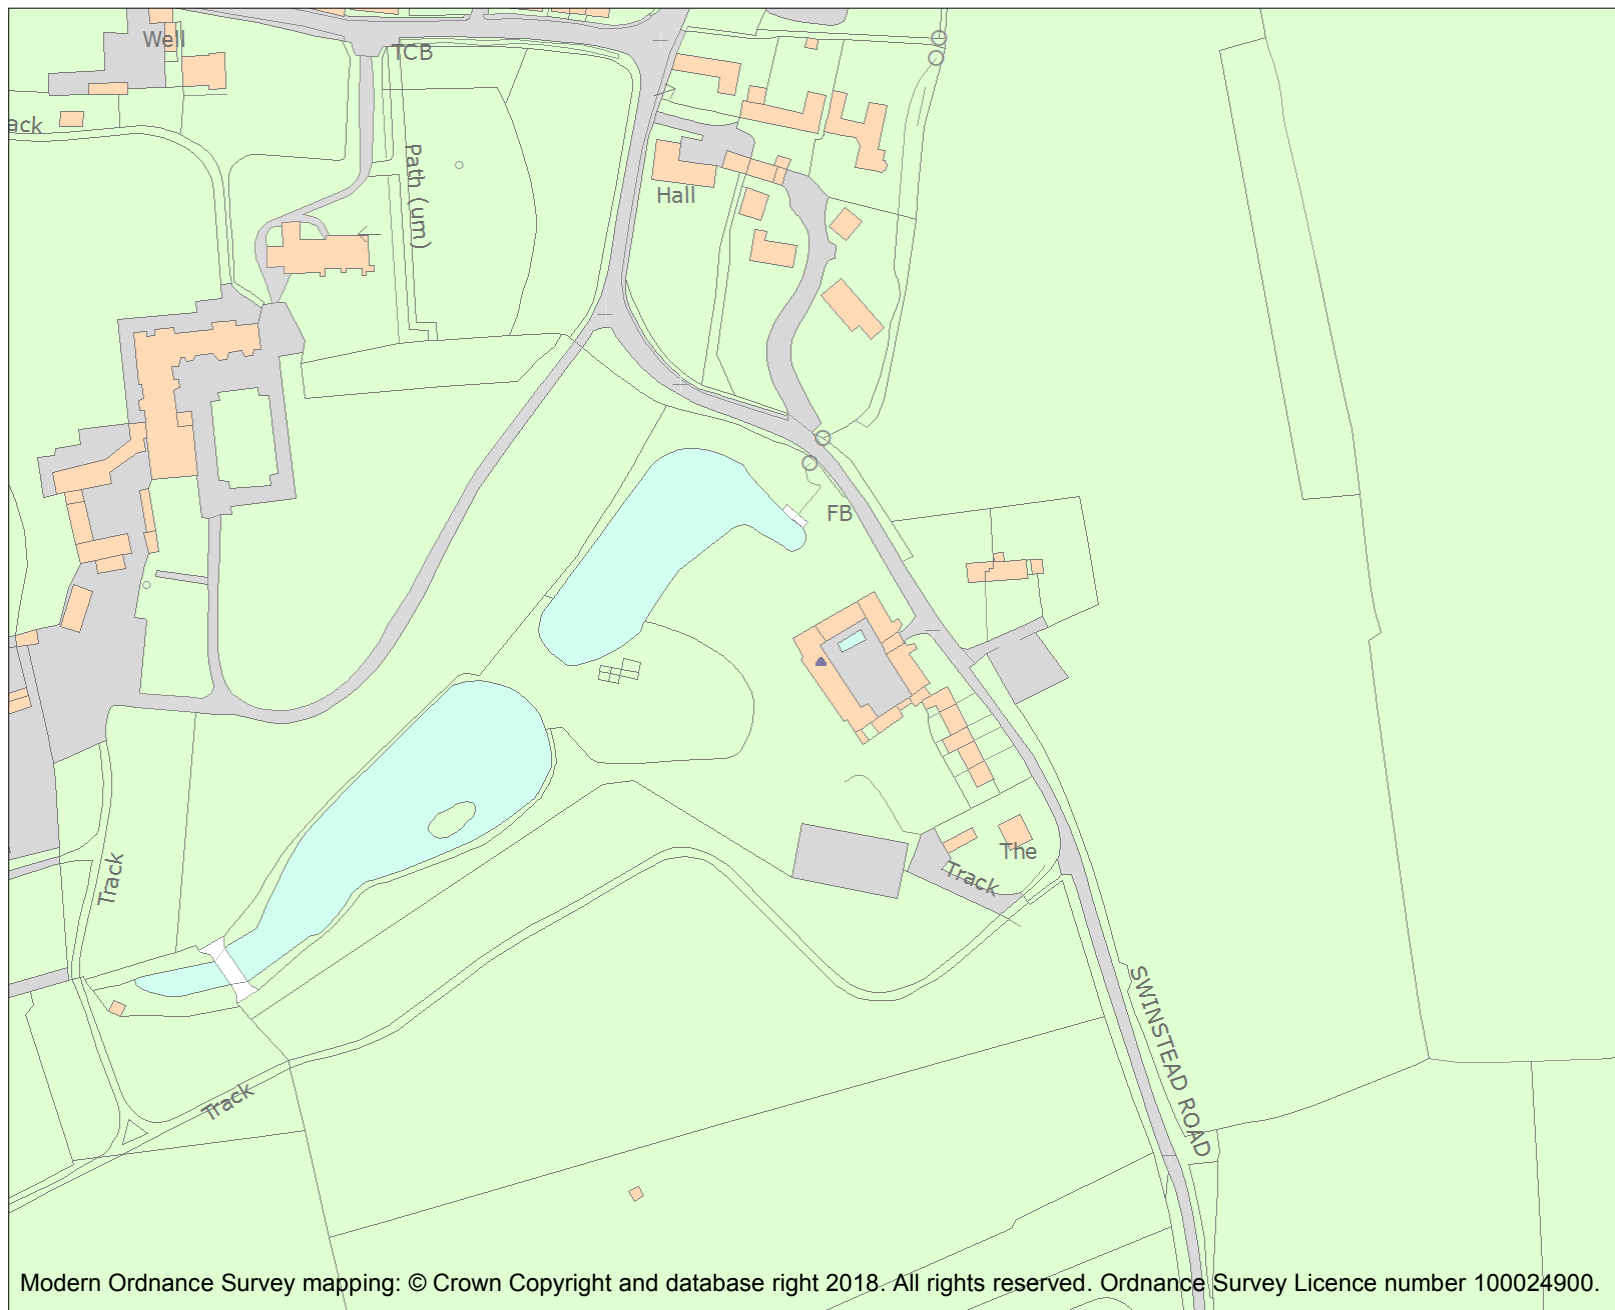 Well
TCB
ack
Path (um)
Hall
FB
The
Track
Track
SWINSTEAD ROAD
Track
Modern Ordnance Survey mapping: © Crown Copyright and database right 2018. All rights reserved. Ordnance Survey Licence number 100024900.